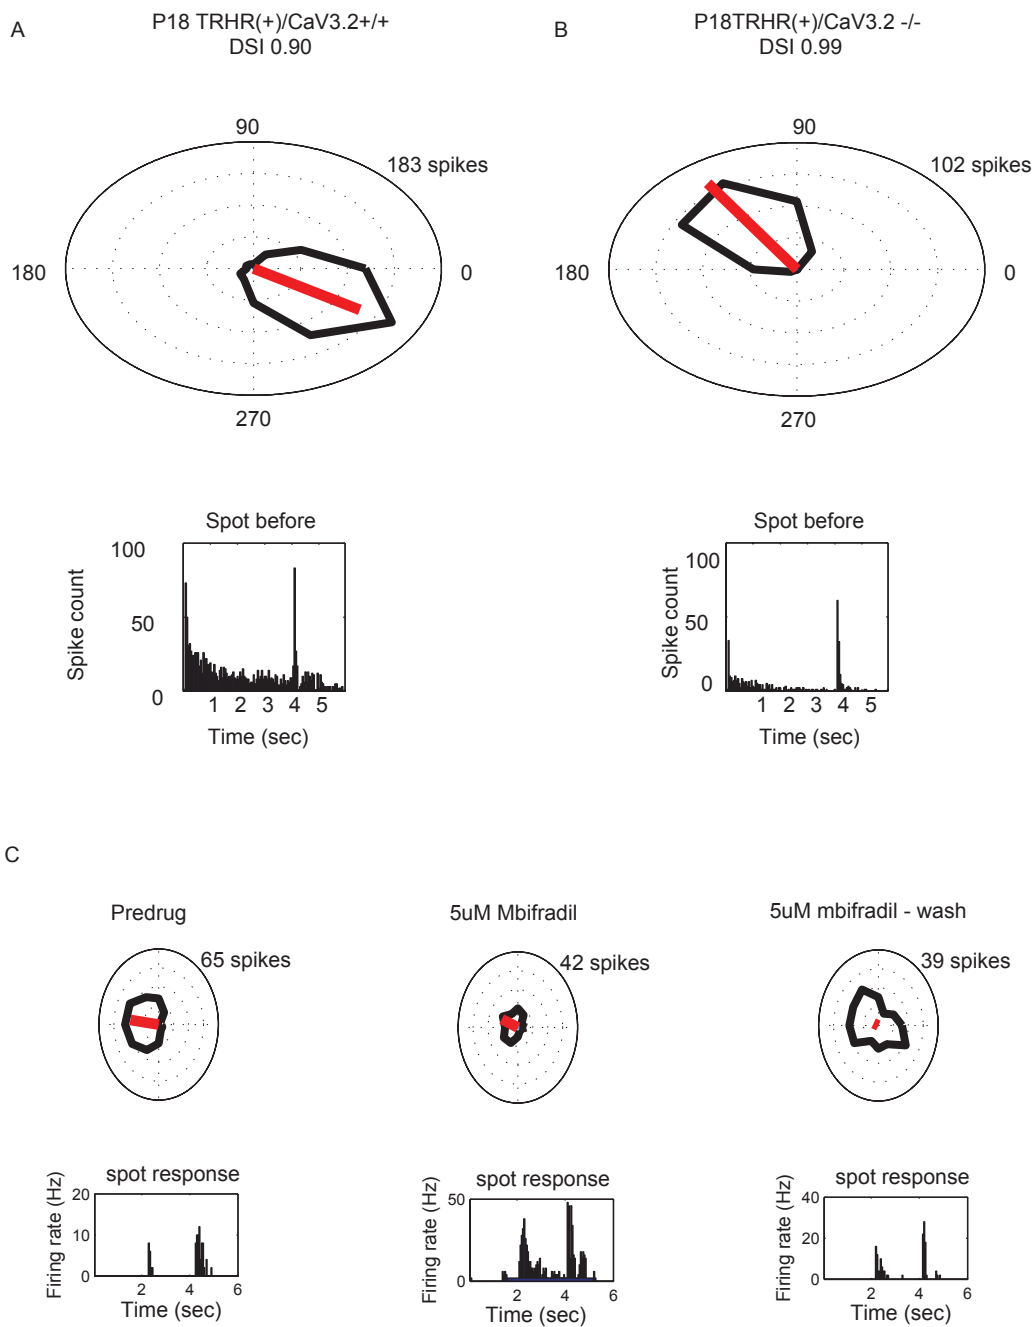 A
P18 TRHR(+)/CaV3.2+/+
DSI 0.90
B
P18TRHR(+)/CaV3.2 -/-
DSI 0.99
90
183 spikes
180
0
270
90
102 spikes
180
0
270
Spot before
100
50
0
Spike count
1 2 3 4 5
Time (sec)
Spot before
100
50
0
Spike count
1 2 3 4 5
Time (sec)
C
Predrug
65 spikes
5uM Mbifradil
42 spikes
5uM mbifradil - wash
39 spikes
spot response
Firing rate (Hz)
20
10
0
2 4 6
Time (sec)
spot response
Firing rate (Hz)
50
0
2 4 6
Time (sec)
spot response
Firing rate (Hz)
40
20
0
2 4 6
Time (sec)